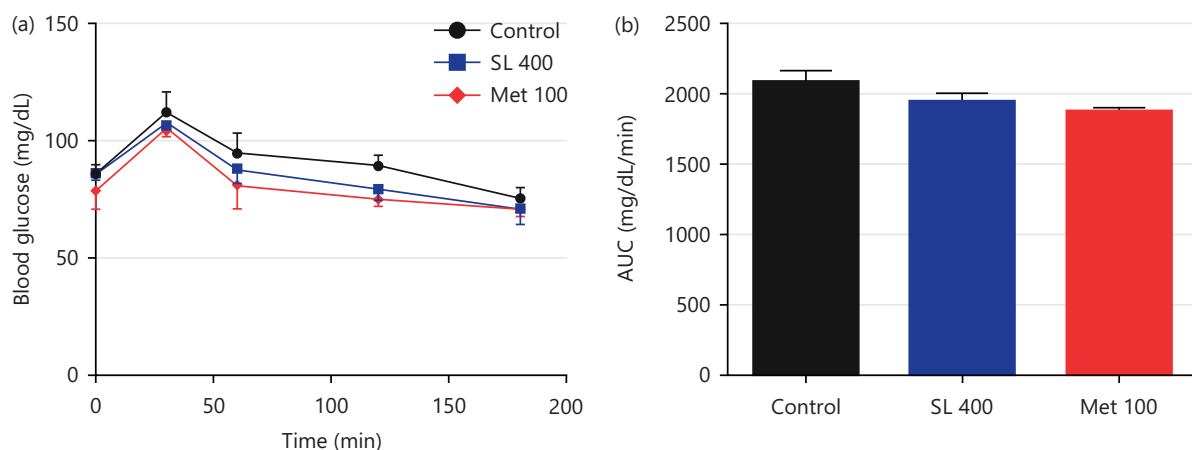 (a)
Blood glucose (mg/dL)
150
100
50
0
0 50 100 150 200
Time (min)
Control
SL 400
Met 100
(b)
AUC (mg/dL/min)
2500
2000
1500
1000
500
0
Control SL 400 Met 100